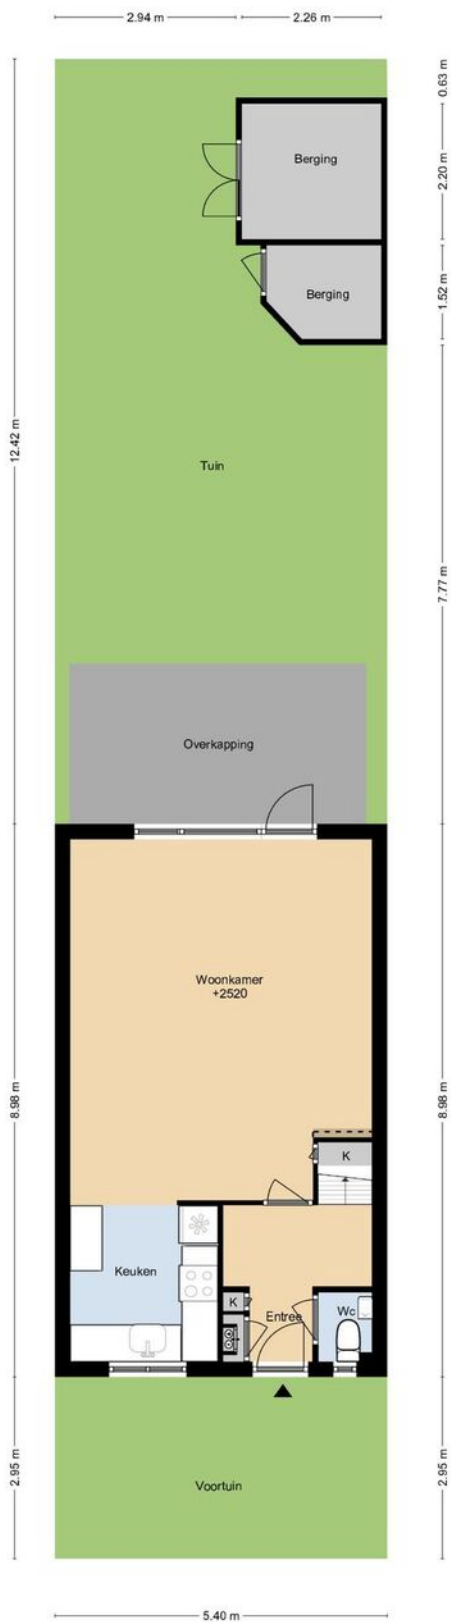 2.94 m
2.26 m
0.63 m
2.20 m
1.52 m
Berging
Berging
12.42 m
Tuin
7.77 m
Overkapping
Woonkamer
+2520
8.98 m
8.98 m
K
Keuken
K
Entree
Wc
2.95 m
2.95 m
Voortuin
5.40 m